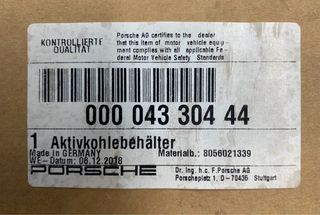 KONTROLLIERTE
QUALITÄT
Porsche AG certifies to the dealer
that this item of motor vehicle equip
ment complies with all applicable Fe-
deral Motor Vehicle Safety Standards
000 043 304 44
1 Aktivkohlebehälter
Made in GERMANY Materialb.: 8056021339
WE-Datum: 06.12.2018
PORSCHE
Dr. Ing. h.c. F.Porsche AG
Porscheplatz 1, D-70435 Stuttgart